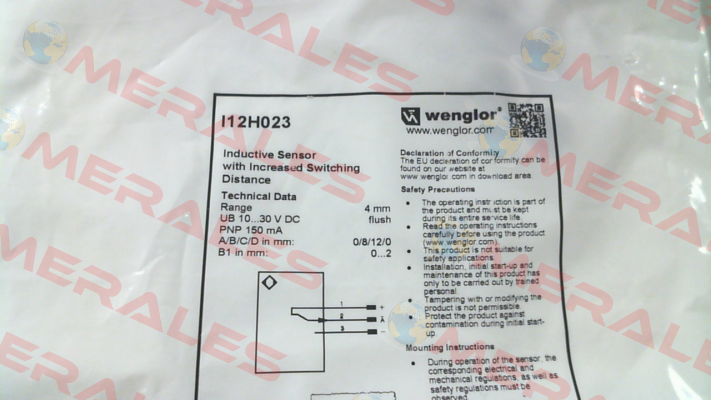 I12H023
Inductive Sensor
with Increased Switching
Distance
Technical Data
Range 4 mm
UB 10...30 V DC flush
PNP 150 mA
A/B/C/D in mm: 0/8/12/0
B1 in mm: 0...2
1 +
2 A
3 −
wenglor®
www.wenglor.com
Declaration of Conformity
The EU declaration of conformity can be
found on our website at
www.wenglor.com in download area
Safety Precautions
• The operating instruction is part of
the product and must be kept
during its entire service life.
• Read the operating instructions
carefully before using the product
(www.wenglor.com).
• This product is not suitable for
safety applications.
• Installation, initial start-up and
maintenance of this product has
only to be carried out by trained
personal.
• Tampering with or modifying the
product is not permissible.
• Protect the product against
contamination during initial start-
up.
Mounting Instructions
• During operation of the sensor, the
corresponding electrical and
mechanical regulations, as well as
safety regulations must be
observed
MERALES
MERALES
MERALES
MERALES
MERALES
MERALES